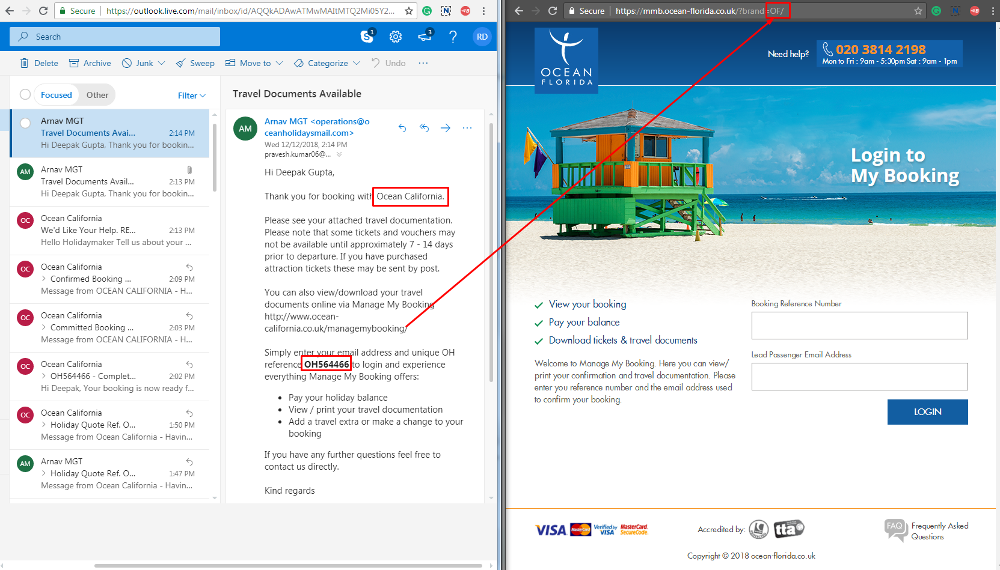 Secure
https://outlook.live.com/mail/inbox/id/AQQkADAwATMwMAItMTQ2Mi05Y2...
Search
1
3
RD
Delete
Archive
Junk
Sweep
Move to
Categorize
Undo
Focused
Other
Filter
Arnav MGT
Travel Documents Avai...
2:14 PM
Hi Deepak Gupta, Thank you for bookin...
AM
Arnav MGT
Travel Documents Avail...
2:13 PM
Hi Deepak Gupta, Thank you for bookin...
OC
Ocean California
We'd Like Your Help. RE...
2:13 PM
Hello Holidaymaker Tell us about your ...
OC
Ocean California
Confirmed Booking ...
2:09 PM
Message from OCEAN CALIFORNIA - H...
OC
Ocean California
Committed Booking ...
2:03 PM
Message from OCEAN CALIFORNIA - H...
OC
Ocean California
OH564466 - Complet...
2:02 PM
Hi Deepak, Your booking is now ready f...
OC
Ocean California
Holiday Quote Ref. O...
1:50 PM
Message from Ocean California - Havin...
AM
Arnav MGT
Holiday Quote Ref. O...
1:47 PM
Message from Ocean California - Havin...
Travel Documents Available
AM
Arnav MGT <operations@o
ceanholidaysmail.com>
Wed 12/12/2018, 2:14 PM
pravesh.kumar06@...
Hi Deepak Gupta,
Thank you for booking with Ocean California.
Please see your attached travel documentation.
Please note that some tickets and vouchers may
not be available until approximately 7 - 14 days
prior to departure. If you have purchased
attraction tickets these may be sent by post.
You can also view/download your travel
documents online via Manage My Booking
http://www.ocean-
california.co.uk/managemybooking/
Simply enter your email address and unique OH
reference OH564466 to login and experience
everything Manage My Booking offers:
Pay your holiday balance
View / print your travel documentation
Add a travel extra or make a change to your
booking
If you have any further questions feel free to
contact us directly.
Kind regards
Secure
https://mmb.ocean-florida.co.uk/?brand=OF/
OCEAN
FLORIDA
Need help?
020 3814 2198
Mon to Fri : 9am - 5:30pm Sat : 9am - 1pm
Login to
My Booking
View your booking
Pay your balance
Download tickets & travel documents
Welcome to Manage My Booking. Here you can view/
print your confirmation and travel documentation. Please
enter you reference number and the email address used
to confirm your booking.
Booking Reference Number
Lead Passenger Email Address
LOGIN
VISA
MasterCard
Verified by
VISA
MasterCard.
SecureCode.
Accredited by:
tta
FAQ
Frequently Asked
Questions
Copyright © 2018 ocean-florida.co.uk